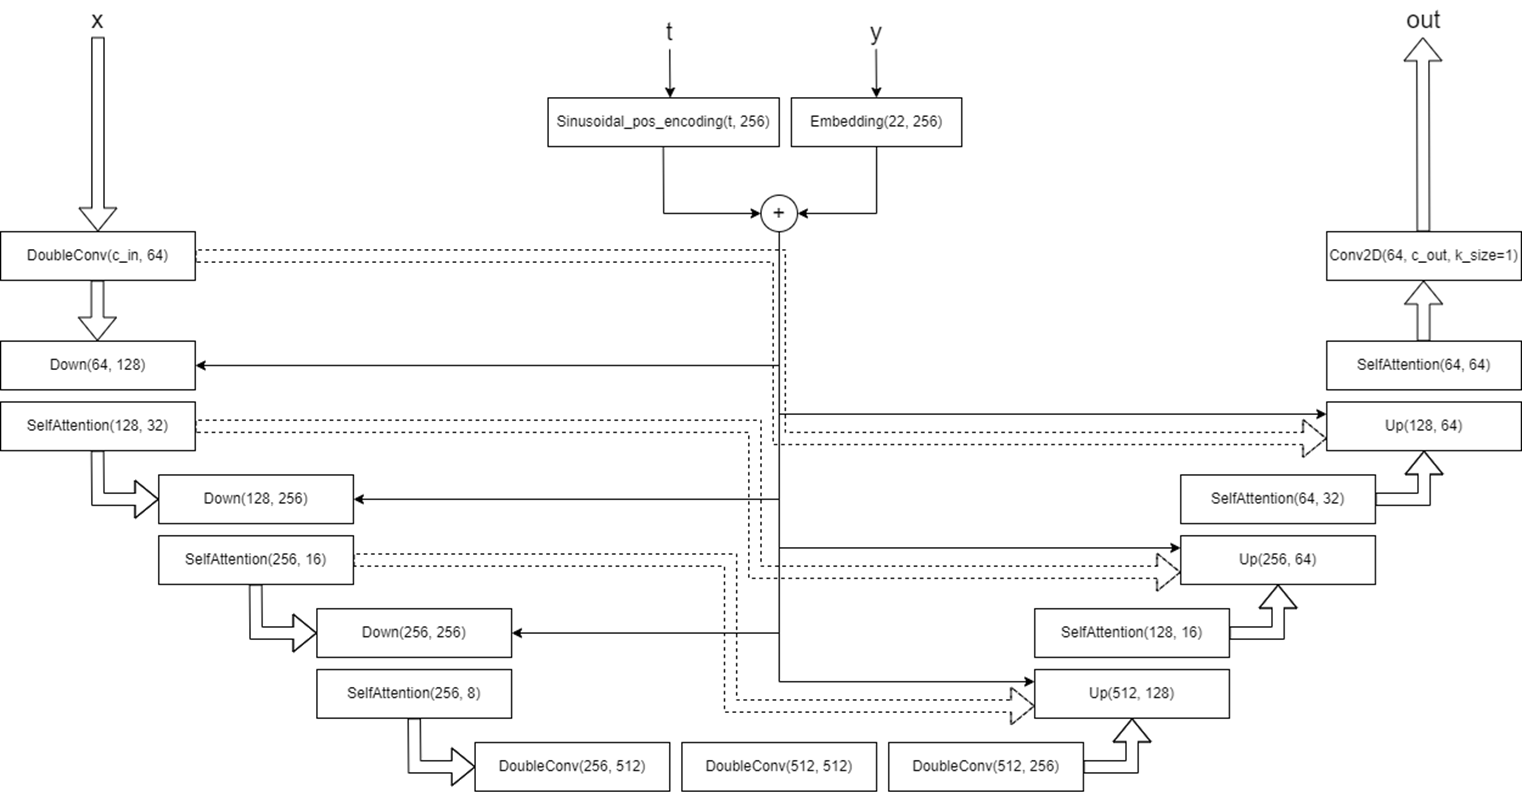 x
t
y
out
Sinusoidal_pos_encoding(t, 256)
Embedding(22, 256)
+
DoubleConv(c_in, 64)
Conv2D(64, c_out, k_size=1)
Down(64, 128)
SelfAttention(64, 64)
SelfAttention(128, 32)
Up(128, 64)
Down(128, 256)
SelfAttention(64, 32)
SelfAttention(256, 16)
Up(256, 64)
Down(256, 256)
SelfAttention(128, 16)
SelfAttention(256, 8)
Up(512, 128)
DoubleConv(256, 512)
DoubleConv(512, 512)
DoubleConv(512, 256)